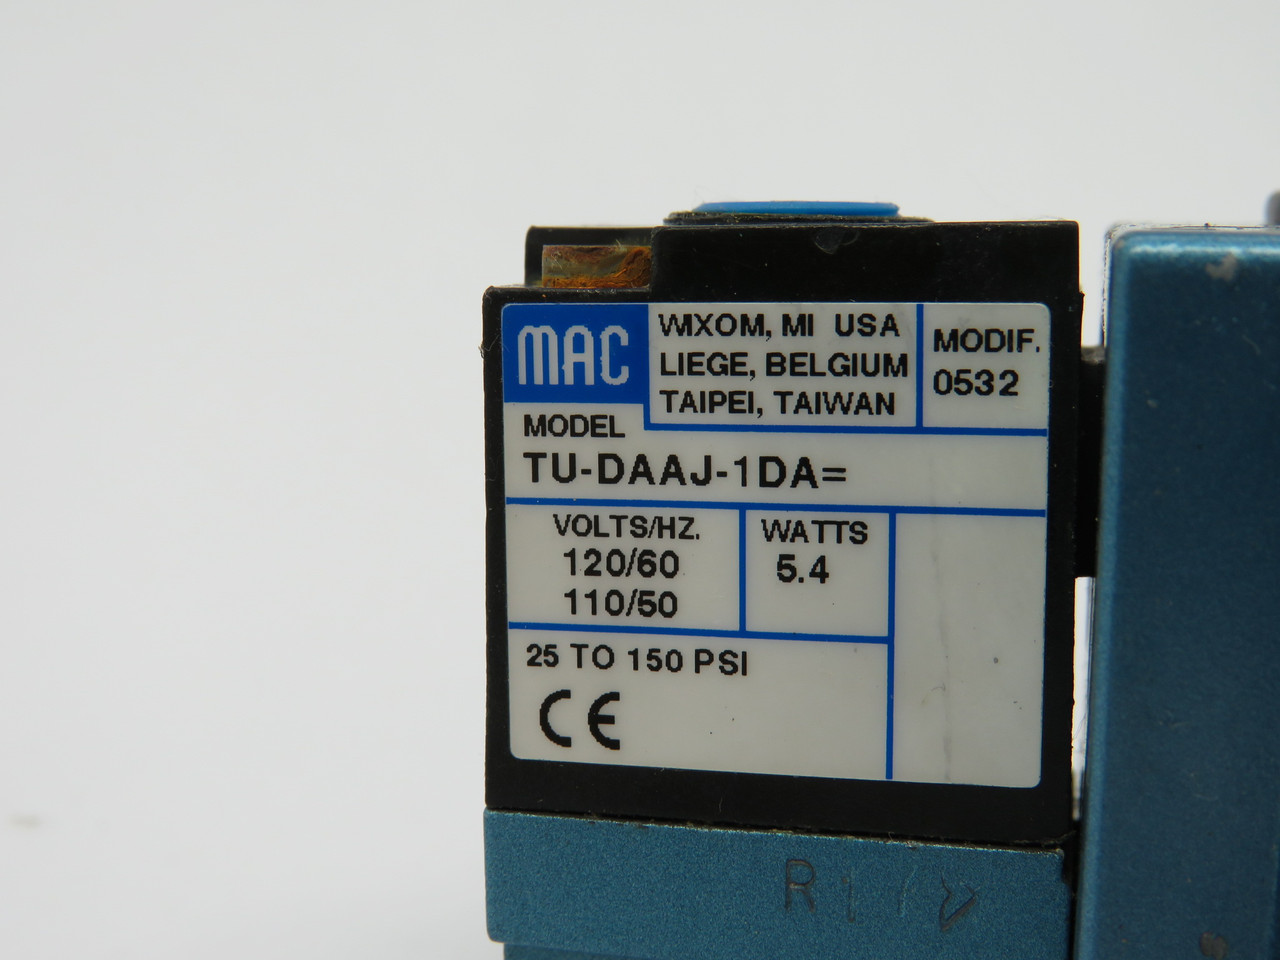 MAC
WIXOM, MI USA
LIEGE, BELGIUM
TAIPEI, TAIWAN
MODIF.
0532
MODEL
TU-DAAJ-1DA=
VOLTS/HZ.
120/60
110/50
WATTS
5.4
25 TO 150 PSI
CE